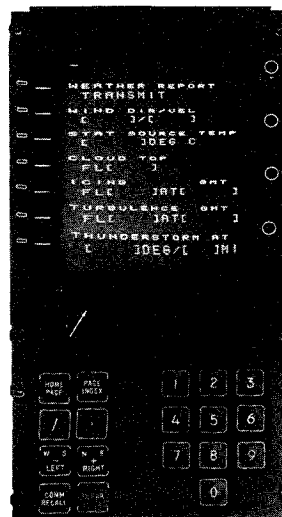 WEATHER REPORT
TRANSMIT
WIND DIR/VEL
[ ]/[ ]
STAT SOURCE TEMP
[ ]DEG C
CLOUD TOP
FL[ ]
ICING GMT
FL[ ]AT[ ]
TURBULENCE GMT
FL[ ]AT[ ]
THUNDERSTORM AT
[ ]DEG/[ ]MI
HOME PAGE
PAGE INDEX
1 2 3
/ .
4 5 6
W - S LEFT
N + E RIGHT
7 8 9
COMM RECALL
0